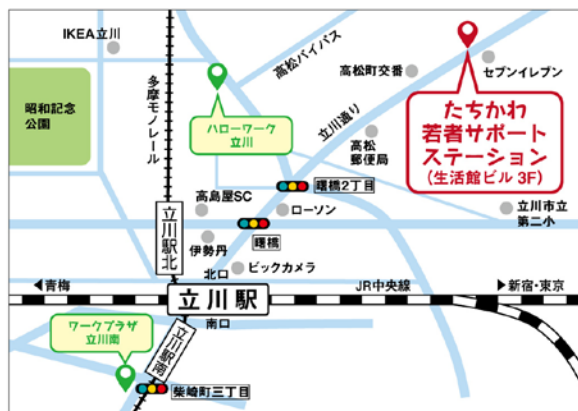 IKEA立川
高松バイパス
高松町交番
セブンイレブン
昭和記念
公園
多摩モノレール
ハローワーク
立川
立川通り
高松
郵便局
たちかわ
若者サポート
ステーション
(生活館ビル 3F)
曙橋2丁目
高島屋SC
ローソン
立川市立
第二小
曙橋
伊勢丹
立川駅北
北口
ビックカメラ
◀青梅
JR中央線
▶新宿・東京
立川駅
南口
ワークプラザ
立川南
立川駅南
柴崎町三丁目